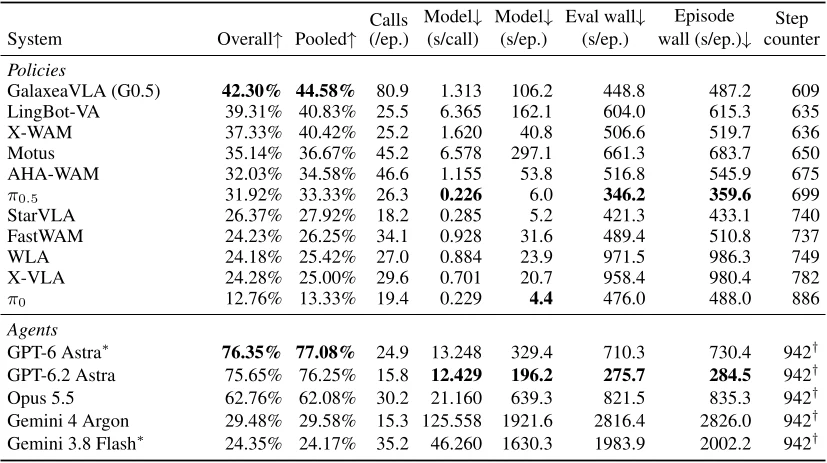 System Overall↑ Pooled↑ Calls (/ep.) Model↓ (s/call) Model↓ (s/ep.) Eval wall↓ (s/ep.) Episode wall (s/ep.)↓ Step counter
Policies
GalaxeaVLA (G0.5) 42.30% 44.58% 80.9 1.313 106.2 448.8 487.2 609
LingBot-VA 39.31% 40.83% 25.5 6.365 162.1 604.0 615.3 635
X-WAM 37.33% 40.42% 25.2 1.620 40.8 506.6 519.7 636
Motus 35.14% 36.67% 45.2 6.578 297.1 661.3 683.7 650
AHA-WAM 32.03% 34.58% 46.6 1.155 53.8 516.8 545.9 675
π0.5 31.92% 33.33% 26.3 0.226 6.0 346.2 359.6 699
StarVLA 26.37% 27.92% 18.2 0.285 5.2 421.3 433.1 740
FastWAM 24.23% 26.25% 34.1 0.928 31.6 489.4 510.8 737
WLA 24.18% 25.42% 27.0 0.884 23.9 971.5 986.3 749
X-VLA 24.28% 25.00% 29.6 0.701 20.7 958.4 980.4 782
π0 12.76% 13.33% 19.4 0.229 4.4 476.0 488.0 886
Agents
GPT-6 Astra* 76.35% 77.08% 24.9 13.248 329.4 710.3 730.4 942†
GPT-6.2 Astra 75.65% 76.25% 15.8 12.429 196.2 275.7 284.5 942†
Opus 5.5 62.76% 62.08% 30.2 21.160 639.3 821.5 835.3 942†
Gemini 4 Argon 29.48% 29.58% 15.3 125.558 1921.6 2816.4 2826.0 942†
Gemini 3.8 Flash* 24.35% 24.17% 35.2 46.260 1630.3 1983.9 2002.2 942†